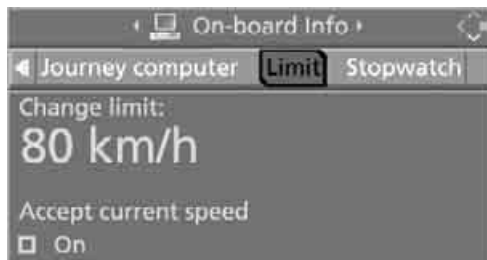 On-board Info
Journey computer Limit Stopwatch
Change limit:
80 km/h
Accept current speed
On